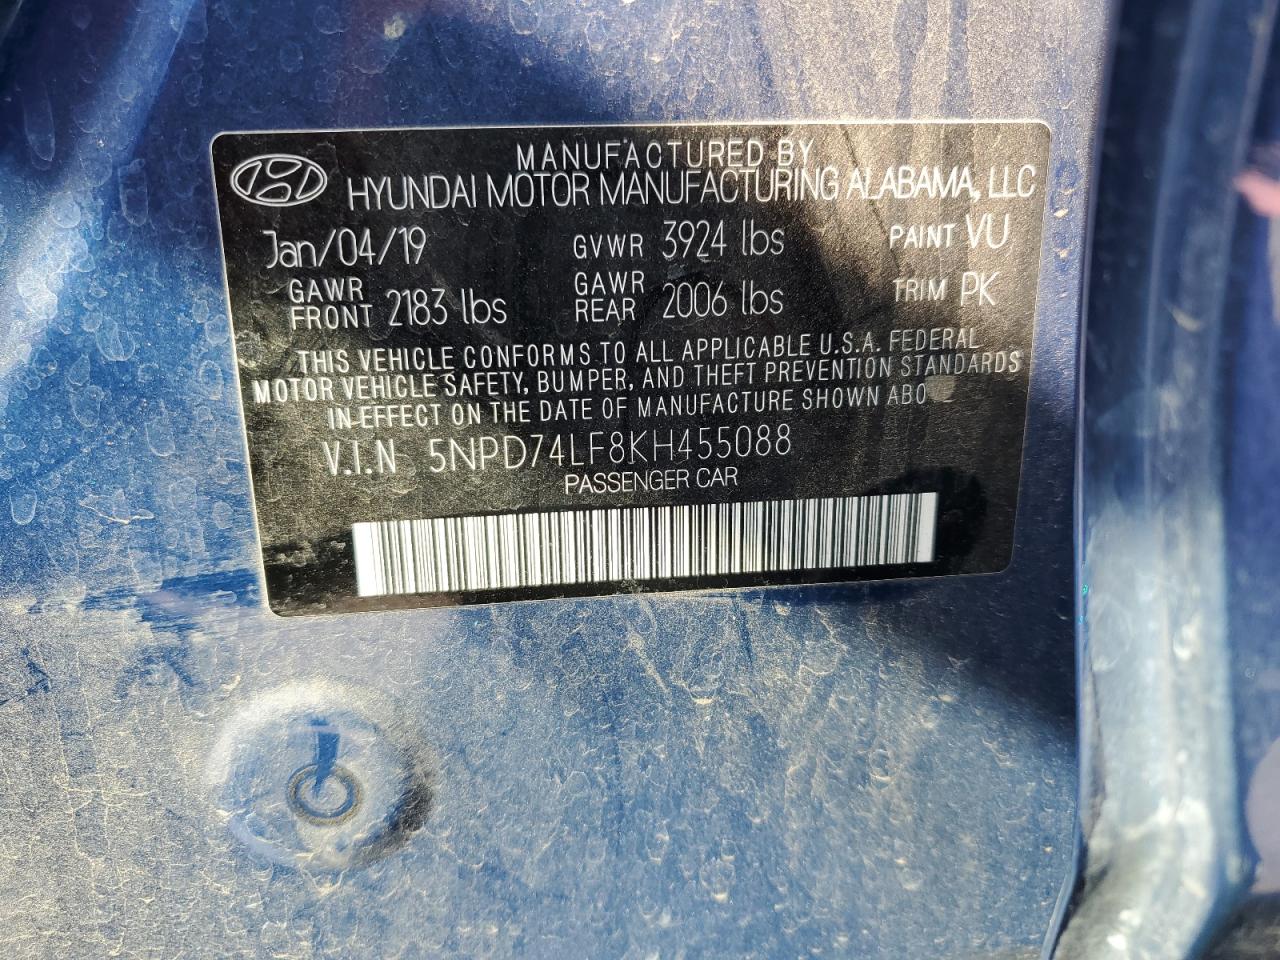 MANUFACTURED BY
HYUNDAI MOTOR MANUFACTURING ALABAMA, LLC
Jan/04/19 GVWR 3924 lbs PAINT VU
GAWR FRONT 2183 lbs GAWR REAR 2006 lbs TRIM PK
THIS VEHICLE CONFORMS TO ALL APPLICABLE U.S.A. FEDERAL
MOTOR VEHICLE SAFETY, BUMPER, AND THEFT PREVENTION STANDARDS
IN EFFECT ON THE DATE OF MANUFACTURE SHOWN ABO
V.I.N 5NPD74LF8KH455088
PASSENGER CAR